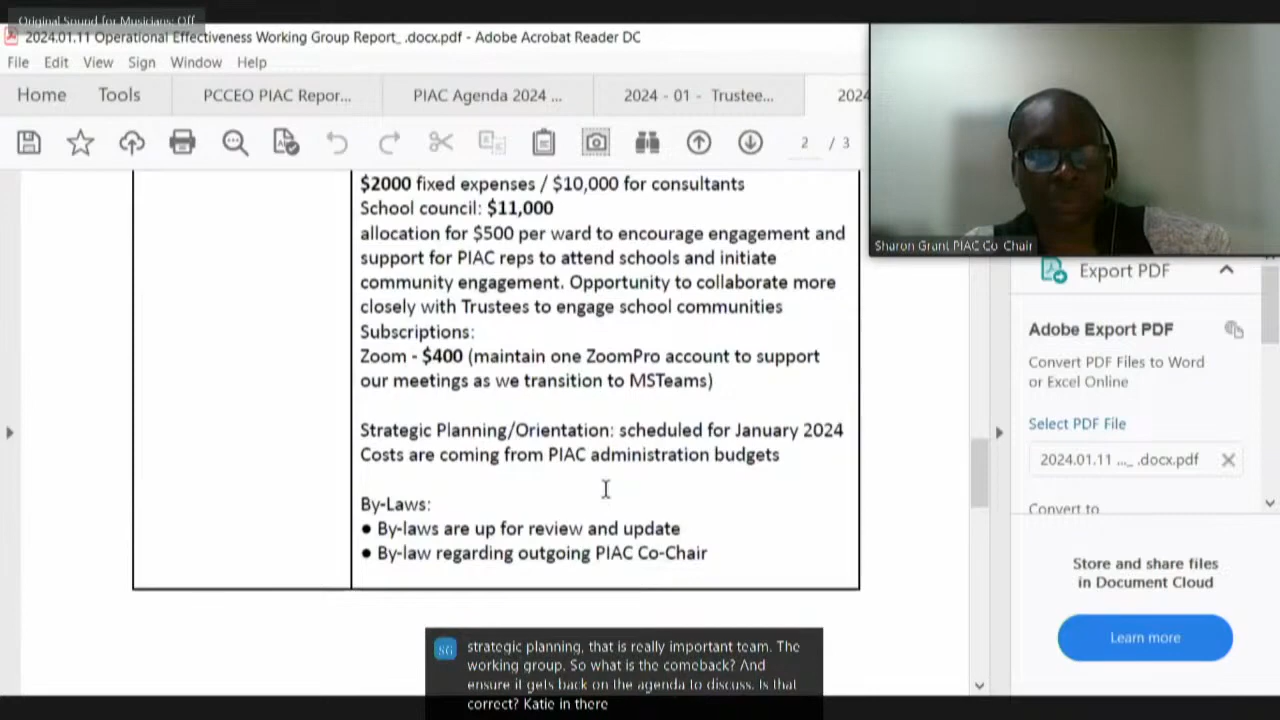 Original Sound for Musicians: Off
2024.01.11 Operational Effectiveness Working Group Report_ .docx.pdf - Adobe Acrobat Reader DC
File Edit View Sign Window Help
Home Tools PCCEO PIAC Repor... PIAC Agenda 2024 ... 2024 - 01 - Trustee... 2024
2 / 3
$2000 fixed expenses / $10,000 for consultants
School council: $11,000
allocation for $500 per ward to encourage engagement and
support for PIAC reps to attend schools and initiate
community engagement. Opportunity to collaborate more
closely with Trustees to engage school communities
Subscriptions:
Zoom - $400 (maintain one ZoomPro account to support
our meetings as we transition to MSTeams)
Strategic Planning/Orientation: scheduled for January 2024
Costs are coming from PIAC administration budgets
By-Laws:
● By-laws are up for review and update
● By-law regarding outgoing PIAC Co-Chair
Sharon Grant PIAC Co-Chair
Export PDF
Adobe Export PDF
Convert PDF Files to Word
or Excel Online
Select PDF File
2024.01.11 ..._ .docx.pdf
Convert to
Store and share files
in Document Cloud
Learn more
SG
strategic planning, that is really important team. The
working group. So what is the comeback? And
ensure it gets back on the agenda to discuss. Is that
correct? Katie in there